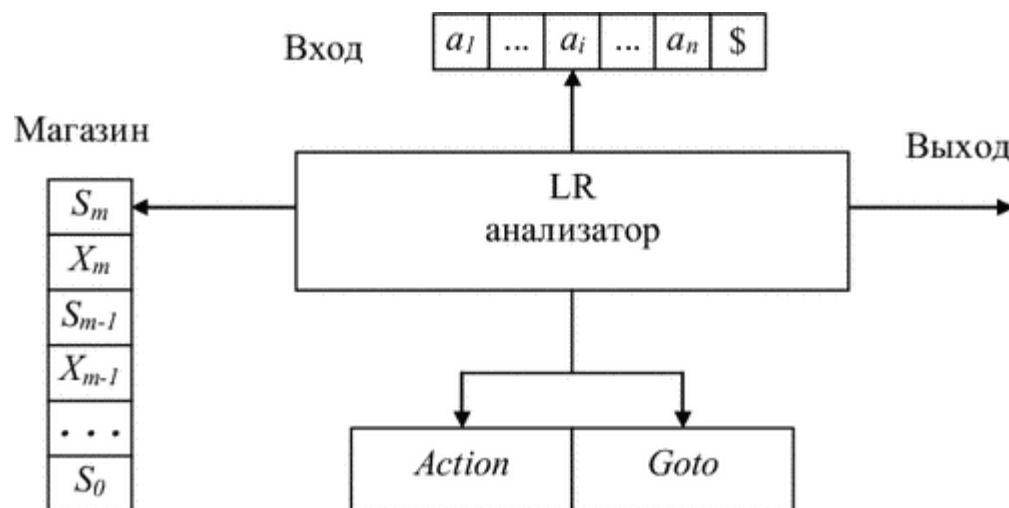 Вход
a1 ... ai ... an $
Магазин
Выход
LR
анализатор
Sm
Xm
Sm-1
Xm-1
...
S0
Action Goto